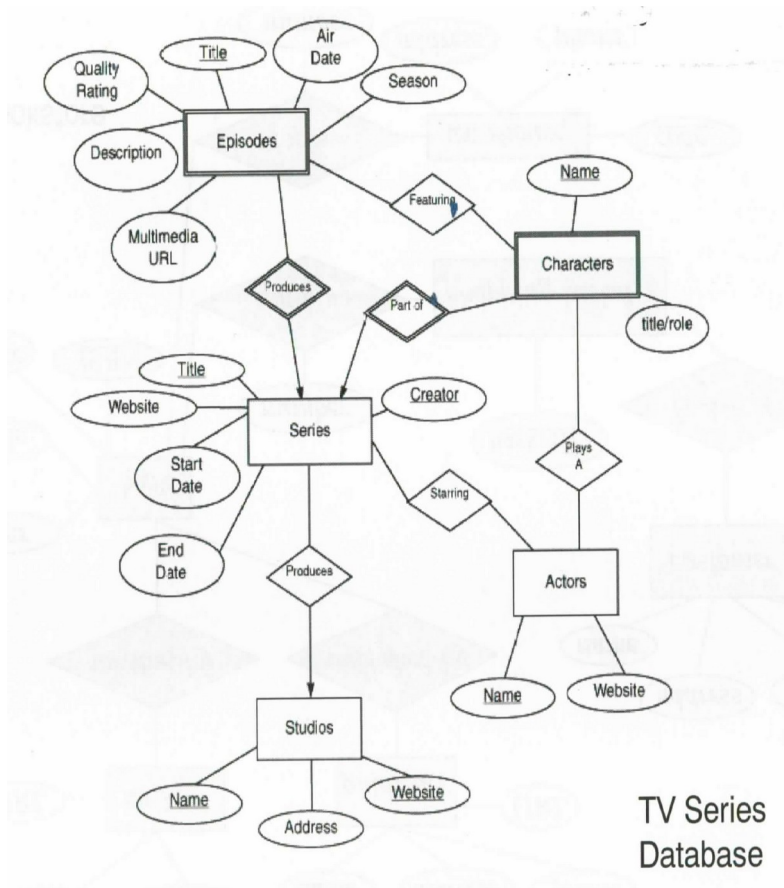 Air
Date
Title
Quality
Rating
Season
Episodes
Description
Name
Featuring
Multimedia
URL
Characters
Produces
Part of
title/role
Title
Creator
Website
Series
Plays
A
Start
Date
Starring
End
Date
Produces
Actors
Name
Website
Studios
Name
Website
Address
TV Series
Database